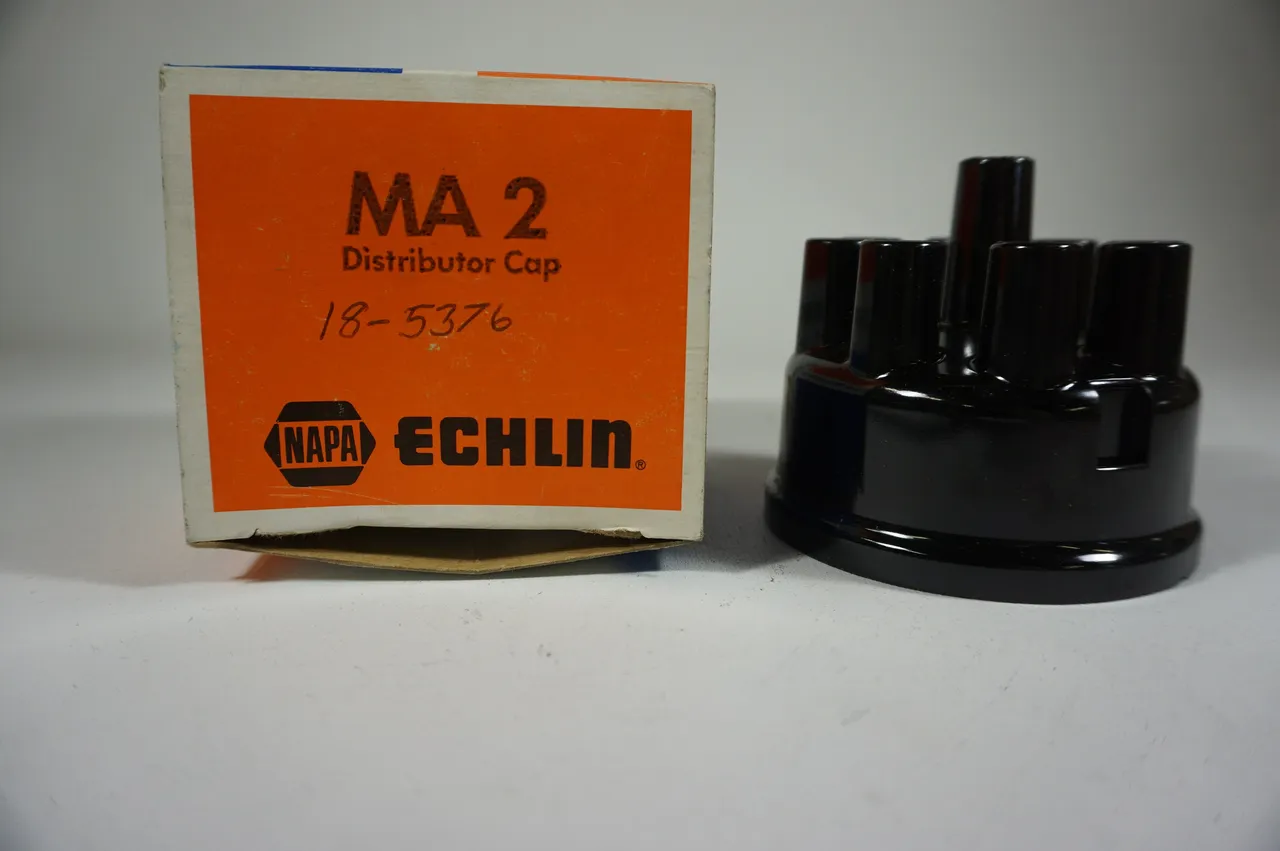 MA 2
Distributor Cap
18-5376
NAPA ECHLIN®